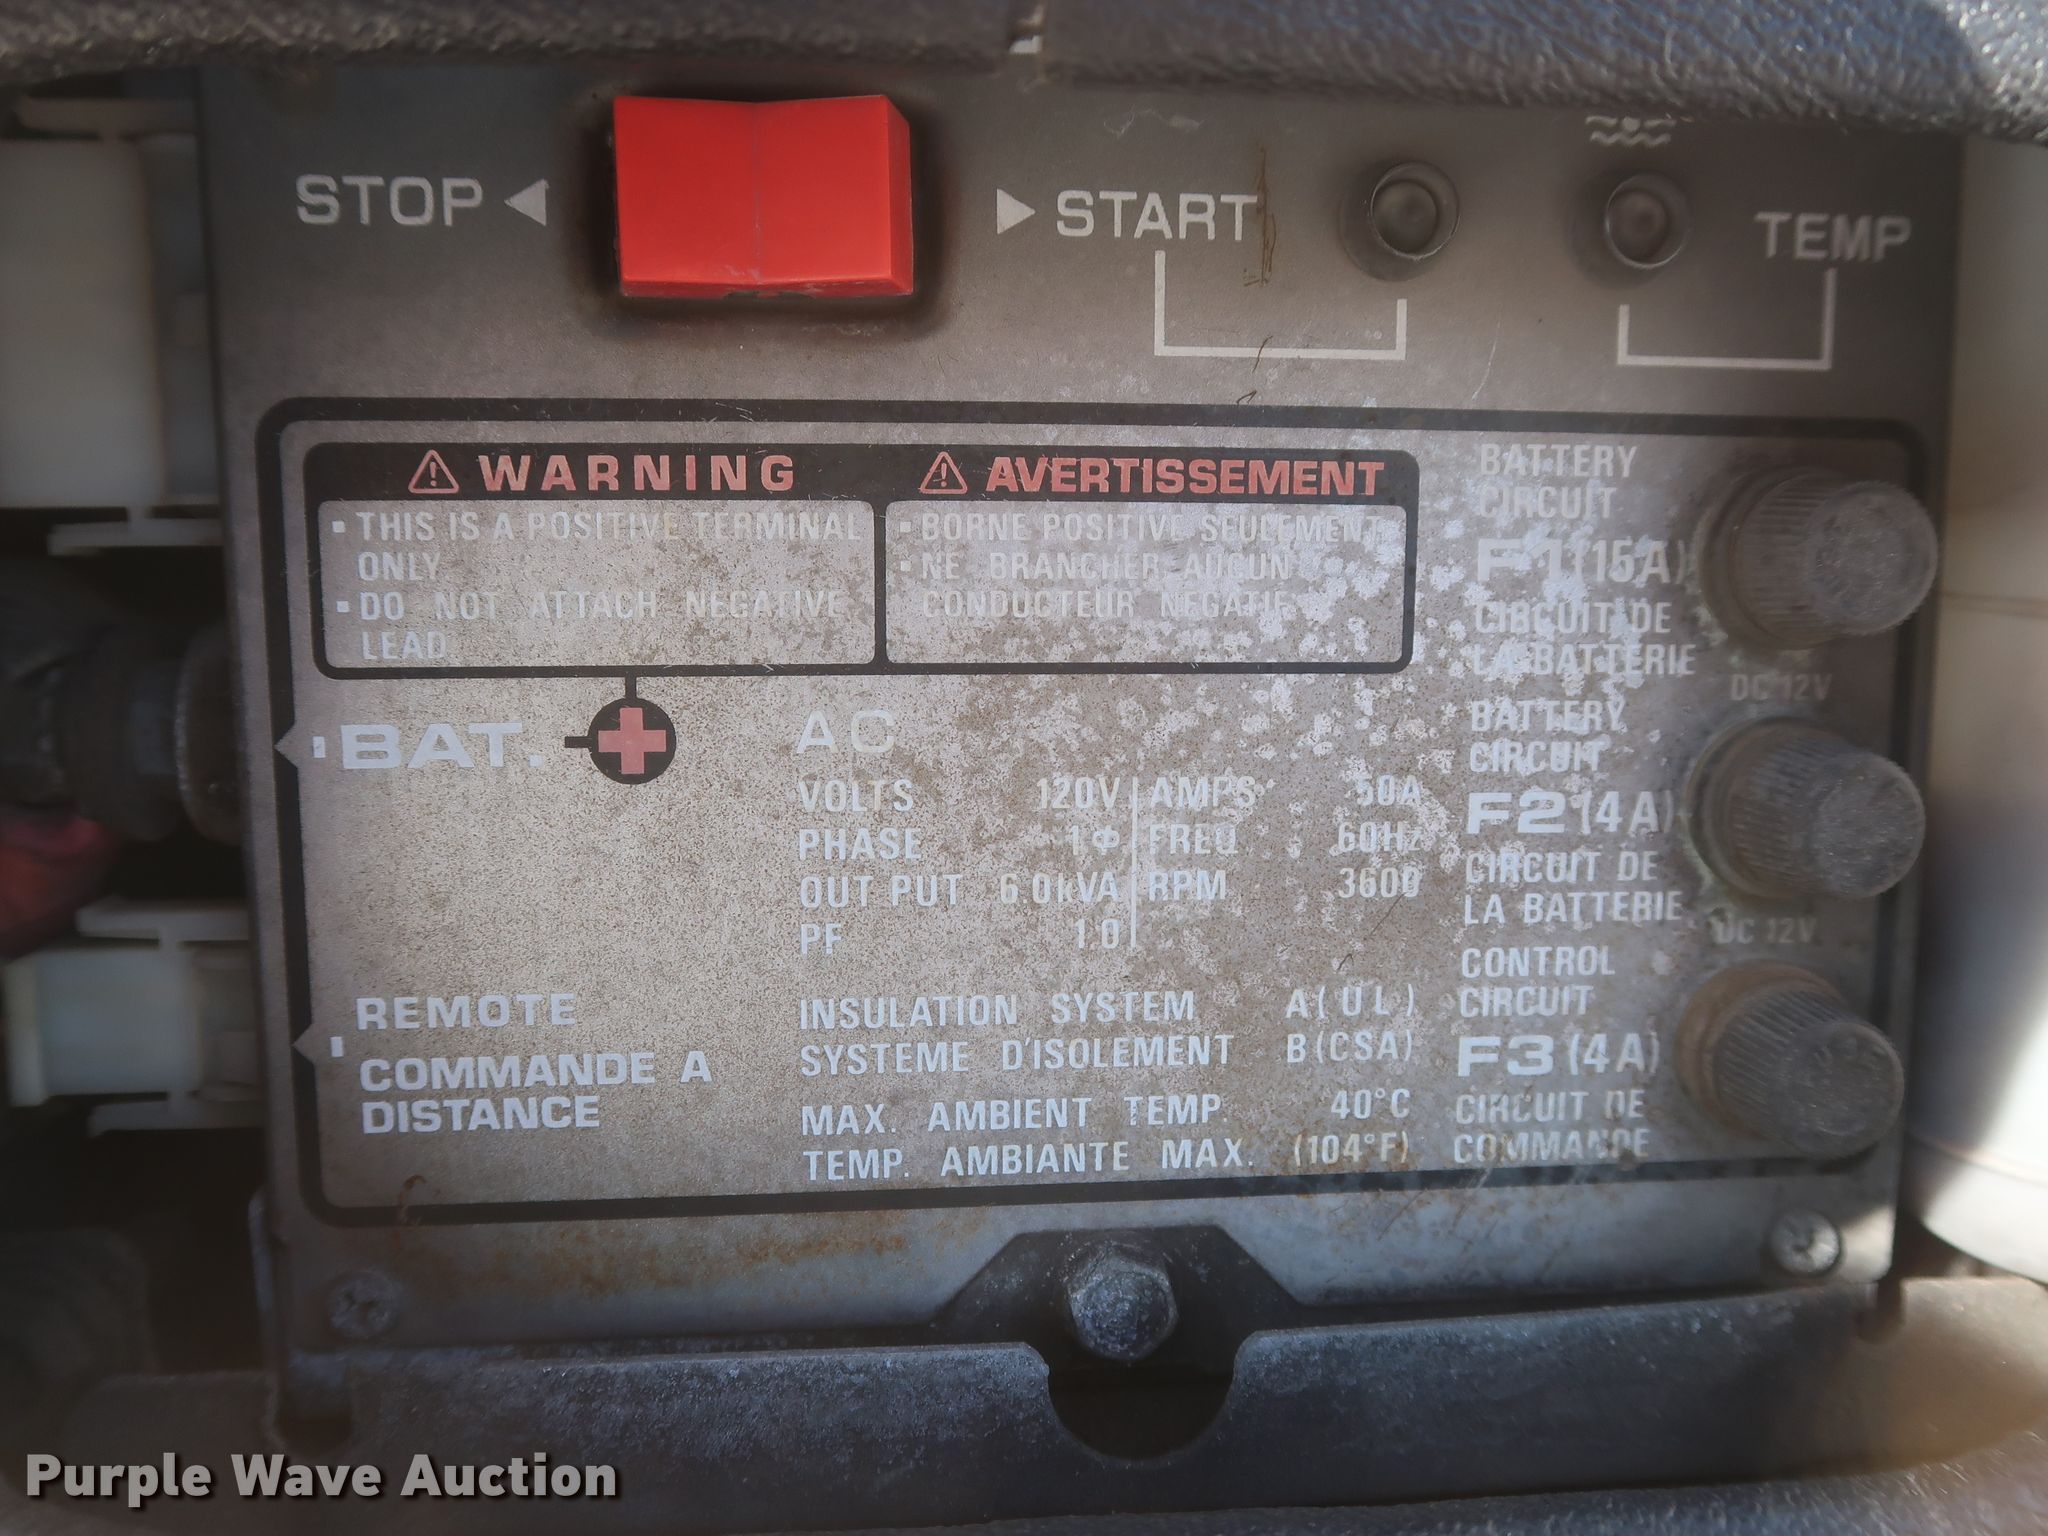 STOP ◀
▶ START
TEMP
⚠ WARNING
▪ THIS IS A POSITIVE TERMINAL
ONLY
▪ DO NOT ATTACH NEGATIVE
LEAD
⚠ AVERTISSEMENT
▪ BORNE POSITIVE SEULEMENT
▪ NE BRANCHER AUCUN
CONDUCTEUR NEGATIF
BAT.
REMOTE
COMMANDE A
DISTANCE
AC
VOLTS 120V AMPS 50A
PHASE 1 Φ FREQ 60Hz
OUT PUT 6.0kVA RPM 3600
PF 1.0
INSULATION SYSTEM A(UL)
SYSTEME D'ISOLEMENT B(CSA)
MAX. AMBIENT TEMP. 40°C
TEMP. AMBIANTE MAX. (104°F)
BATTERY
CIRCUIT
F1(15A)
CIRCUIT DE
LA BATTERIE
DC 12V
BATTERY
CIRCUIT
F2(4A)
CIRCUIT DE
LA BATTERIE
DC 12V
CONTROL
CIRCUIT
F3(4A)
CIRCUIT DE
COMMANDE
Purple Wave Auction